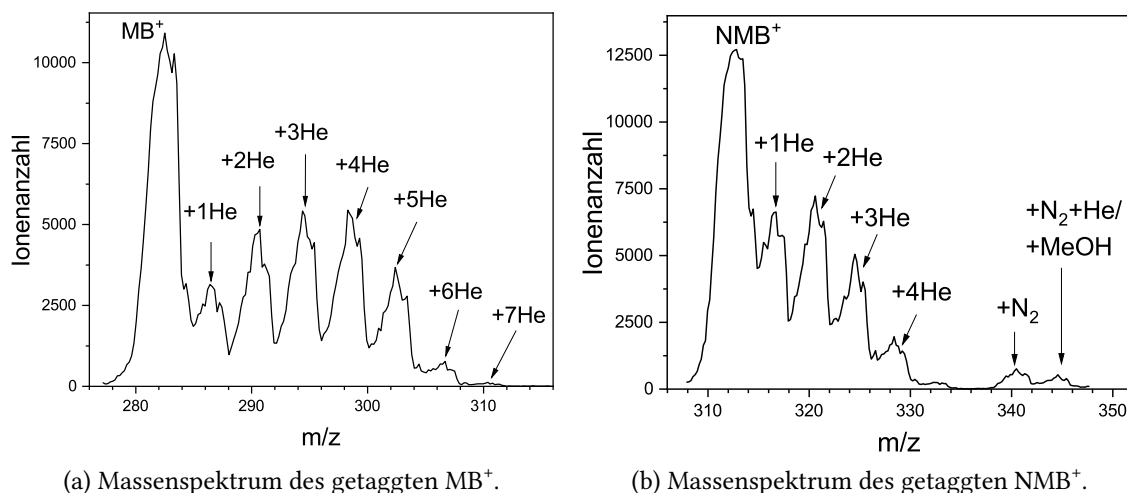 MB⁺
+1He
+2He
+3He
+4He
+5He
+6He
+7He
Ionenanzahl
10000
7500
5000
2500
0
280
290
300
310
m/z
(a) Massenspektrum des getaggten MB⁺.
NMB⁺
+1He
+2He
+3He
+4He
+N₂
+N₂+He/
+MeOH
Ionenanzahl
12500
10000
7500
5000
2500
0
310
320
330
340
350
m/z
(b) Massenspektrum des getaggten NMB⁺.